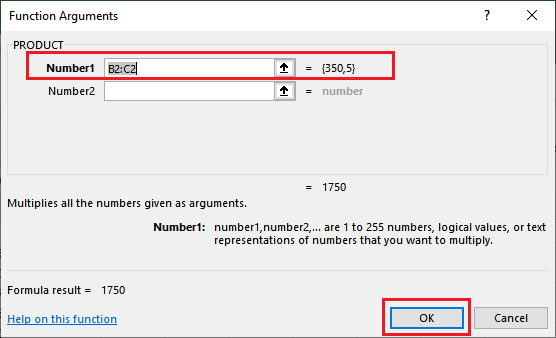 Function Arguments ? ×
PRODUCT
Number1 B2:C2 = {350,5}
Number2 = number
= 1750
Multiplies all the numbers given as arguments.
Number1: number1,number2,... are 1 to 255 numbers, logical values, or text
representations of numbers that you want to multiply.
Formula result = 1750
Help on this function OK Cancel